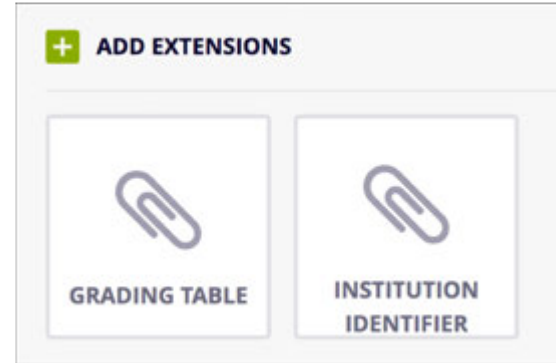 ADD EXTENSIONS
GRADING TABLE
INSTITUTION
IDENTIFIER